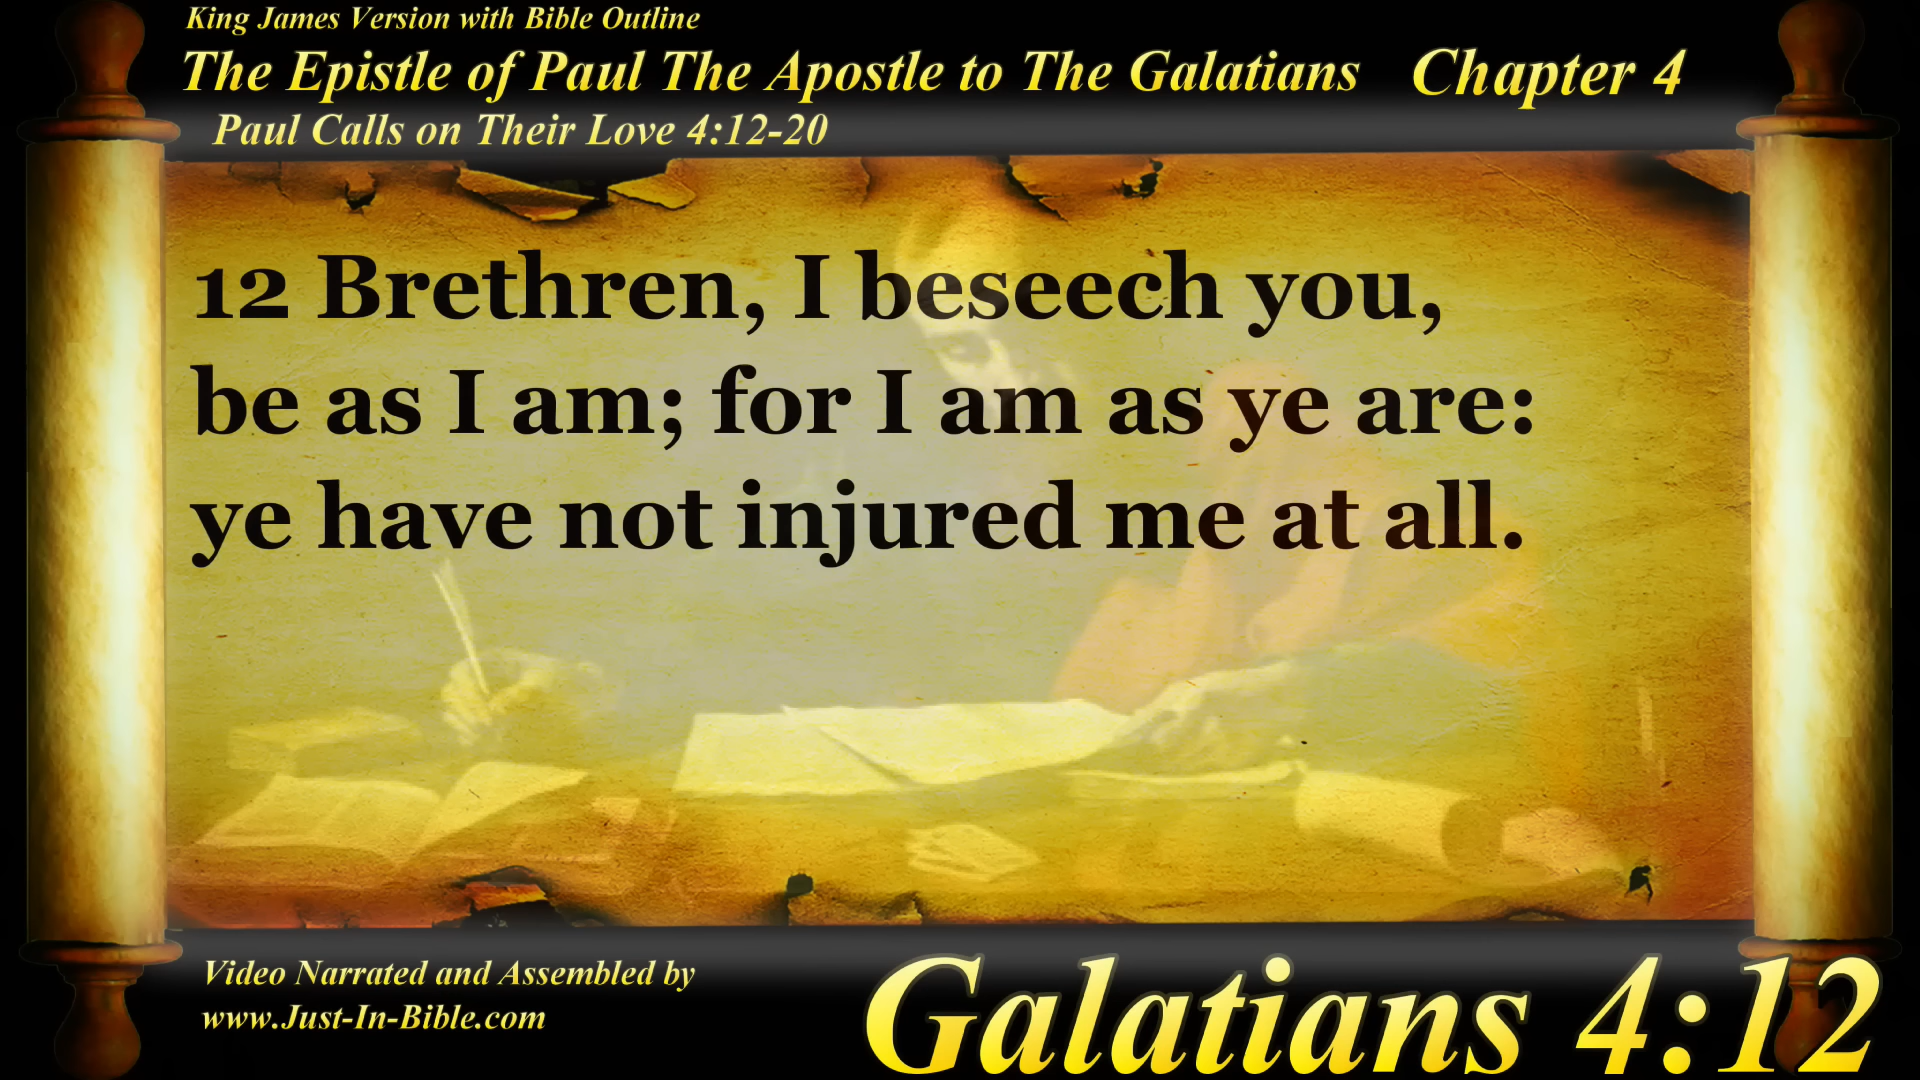 King James Version with Bible Outline
The Epistle of Paul The Apostle to The Galatians Chapter 4
Paul Calls on Their Love 4:12-20
12 Brethren, I beseech you,
be as I am; for I am as ye are:
ye have not injured me at all.
Video Narrated and Assembled by
www.Just-In-Bible.com
Galatians 4:12